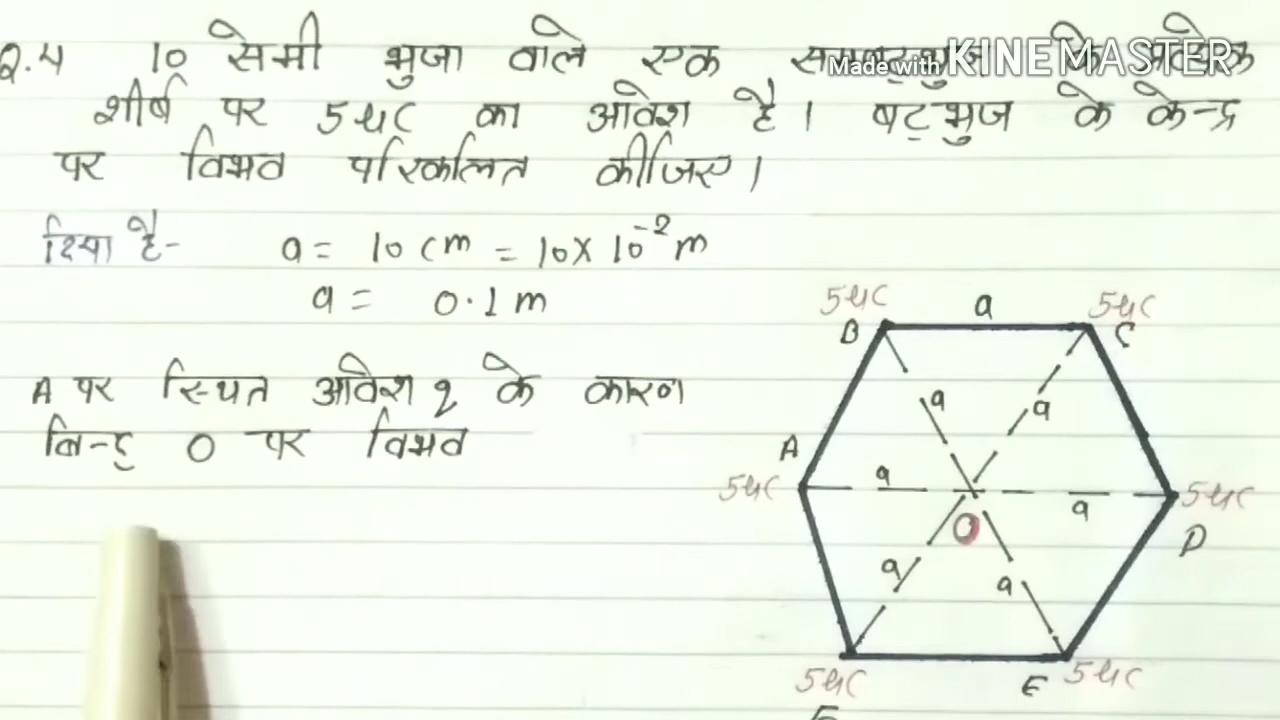 Q.4 10 सेमी भुजा वाले एक के
Made with KINEMASTER
शीर्ष पर 5μC का आवेश है। षट्भुज के केन्द्र
पर विभव परिकलित कीजिए।
दिया है- a = 10 cm = 10 x 10⁻² m
a = 0.1 m
A पर स्थित आवेश q के कारण
बिन्दु O पर विभव
5μC a 5μC
B C
a a
A
5μC a 5μC
a
O D
a a
5μC E 5μC
F